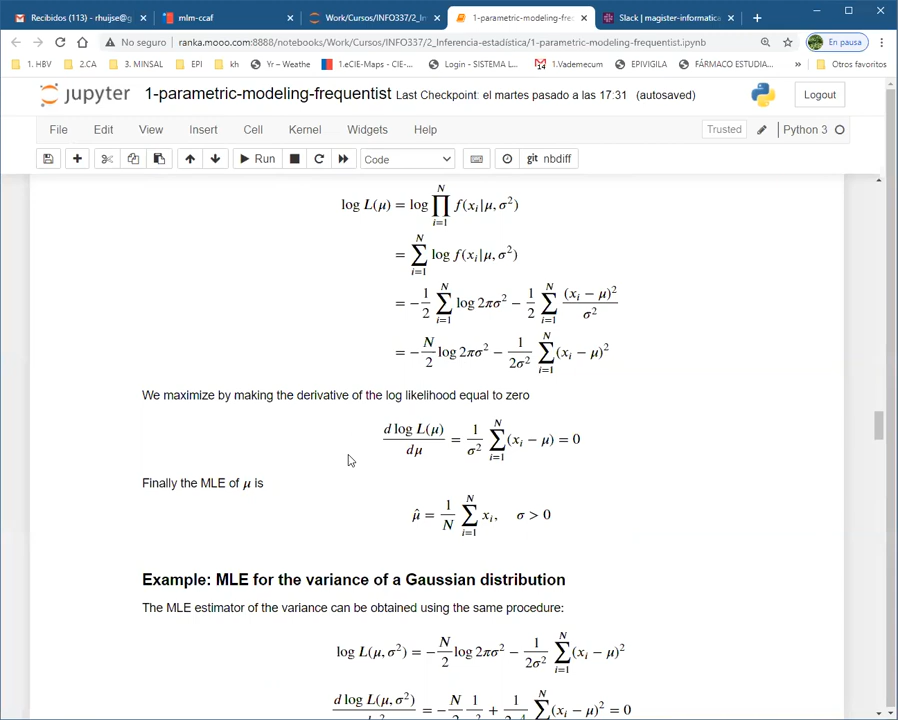 Recibidos (113) - rhuijse@g
mlm-ccaf
Work/Cursos/INFO337/2_In
1-parametric-modeling-fre
Slack | magister-informatica
No seguro
ranka.mooo.com:8888/notebooks/Work/Cursos/INFO337/2_Inferencia-estadística/1-parametric-modeling-frequentist.ipynb
En pausa
1. HBV
2.CA
3. MINSAL
EPI
kh
Yr – Weathe
1.eCIE-Maps - CIE-...
Login - SISTEMA L...
1.Vademecum
EPIVIGILA
FÁRMACO ESTUDIA...
»
Otros favoritos
jupyter 1-parametric-modeling-frequentist Last Checkpoint: el martes pasado a las 17:31 (autosaved)
Logout
File Edit View Insert Cell Kernel Widgets Help
Trusted
Python 3
Run
Code
git nbdiff
log L(μ) = log ∏_{i=1}^{N} f(x_i|μ, σ²)
= ∑_{i=1}^{N} log f(x_i|μ, σ²)
= −1/2 ∑_{i=1}^{N} log 2πσ² − 1/2 ∑_{i=1}^{N} (x_i − μ)²/σ²
= −N/2 log 2πσ² − 1/(2σ²) ∑_{i=1}^{N} (x_i − μ)²
We maximize by making the derivative of the log likelihood equal to zero
d log L(μ)/dμ = 1/σ² ∑_{i=1}^{N} (x_i − μ) = 0
Finally the MLE of μ is
μ̂ = 1/N ∑_{i=1}^{N} x_i, σ > 0
Example: MLE for the variance of a Gaussian distribution
The MLE estimator of the variance can be obtained using the same procedure:
log L(μ, σ²) = −N/2 log 2πσ² − 1/(2σ²) ∑_{i=1}^{N} (x_i − μ)²
d log L(μ, σ²) = −N 1 + 1 ∑^{N} (x_i − μ)² = 0